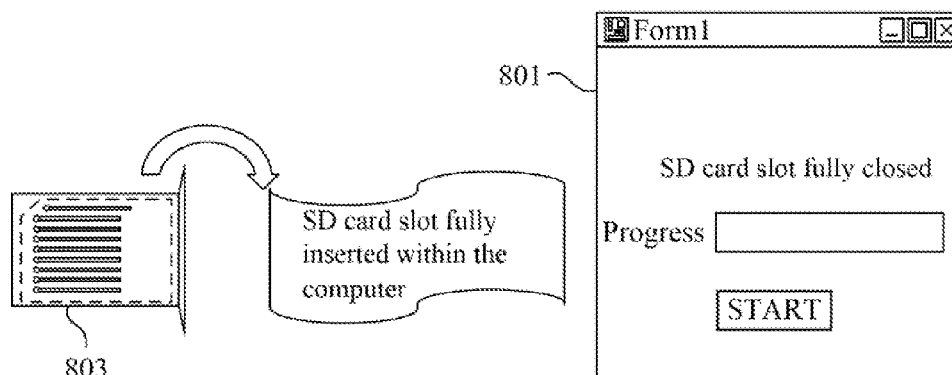 Form1
801
SD card slot fully closed
SD card slot fully
inserted within the
computer
Progress
START
803